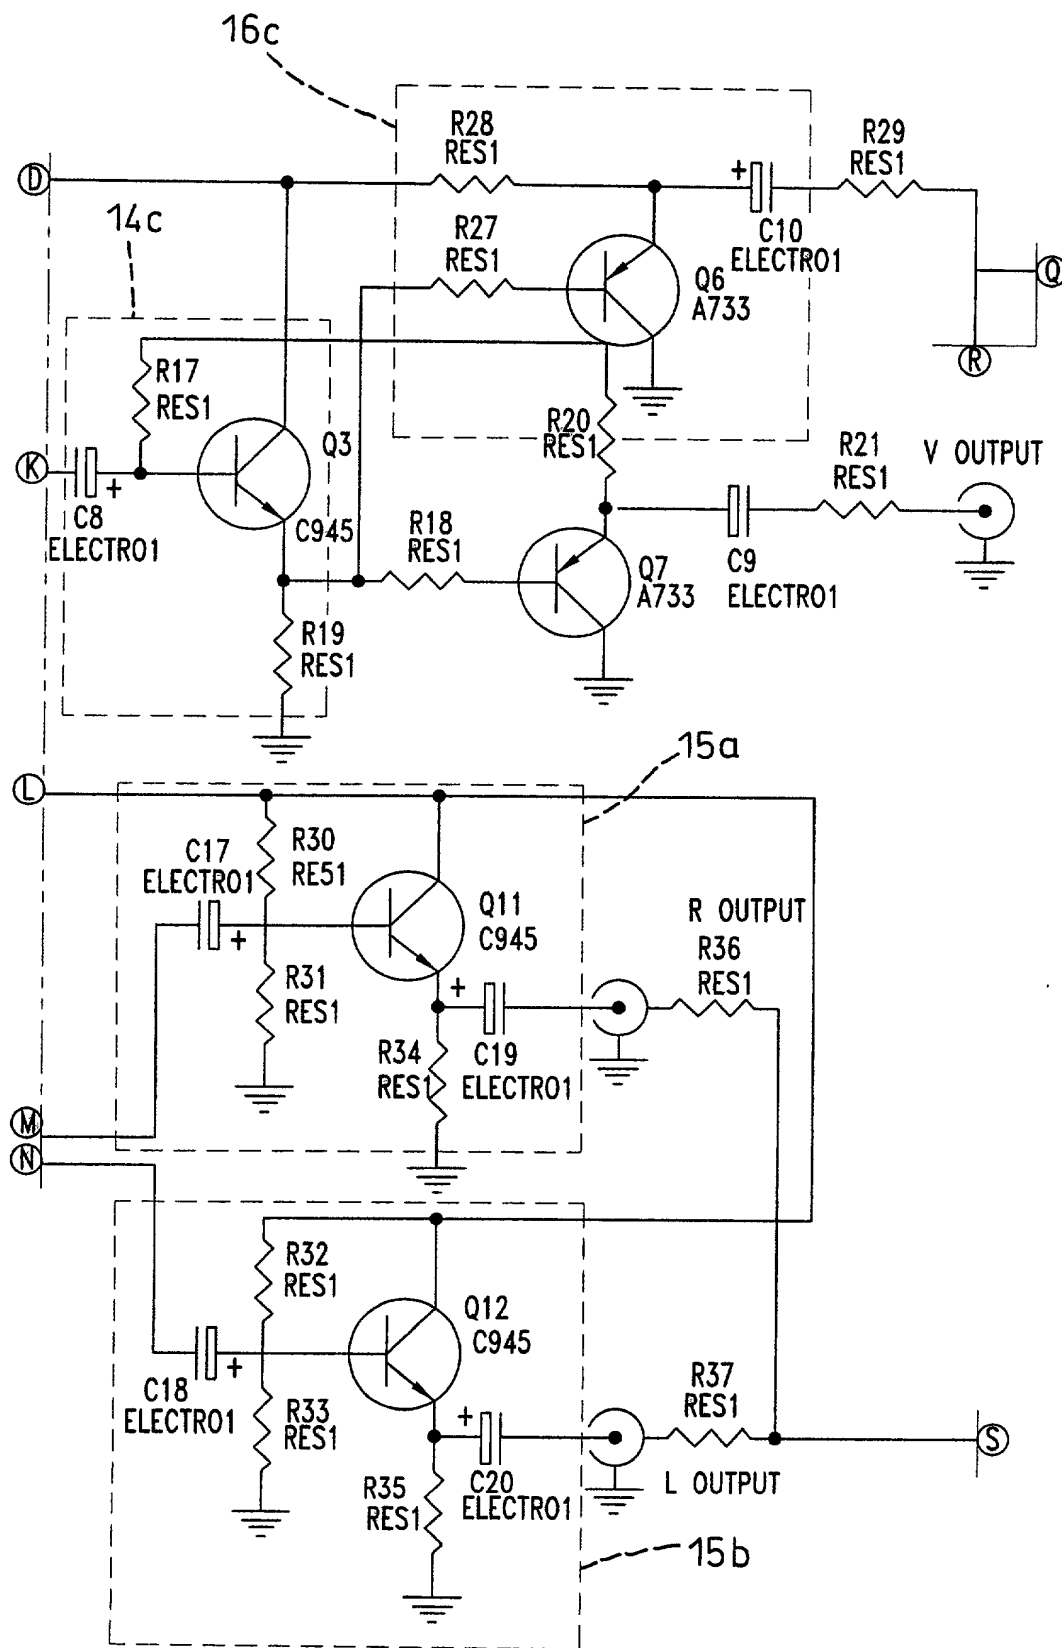 16c
R28
RES1
R29
RES1
D
14c
R27
RES1
C10
ELECTRO1
Q
Q6
A733
R
R17
RES1
R20
RES1
Q3
K
C8
ELECTRO1
C945
R18
RES1
R21
RES1
V OUTPUT
Q7
A733
C9
ELECTRO1
R19
RES1
15a
L
C17
ELECTRO1
R30
RE51
Q11
C945
R OUTPUT
R36
RES1
R31
RES1
R34
RES1
C19
ELECTRO1
M
N
R32
RES1
Q12
C945
C18
ELECTRO1
R33
RES1
R37
RES1
S
L OUTPUT
R35
RES1
C20
ELECTRO1
15b
+
+
+
+
+
+